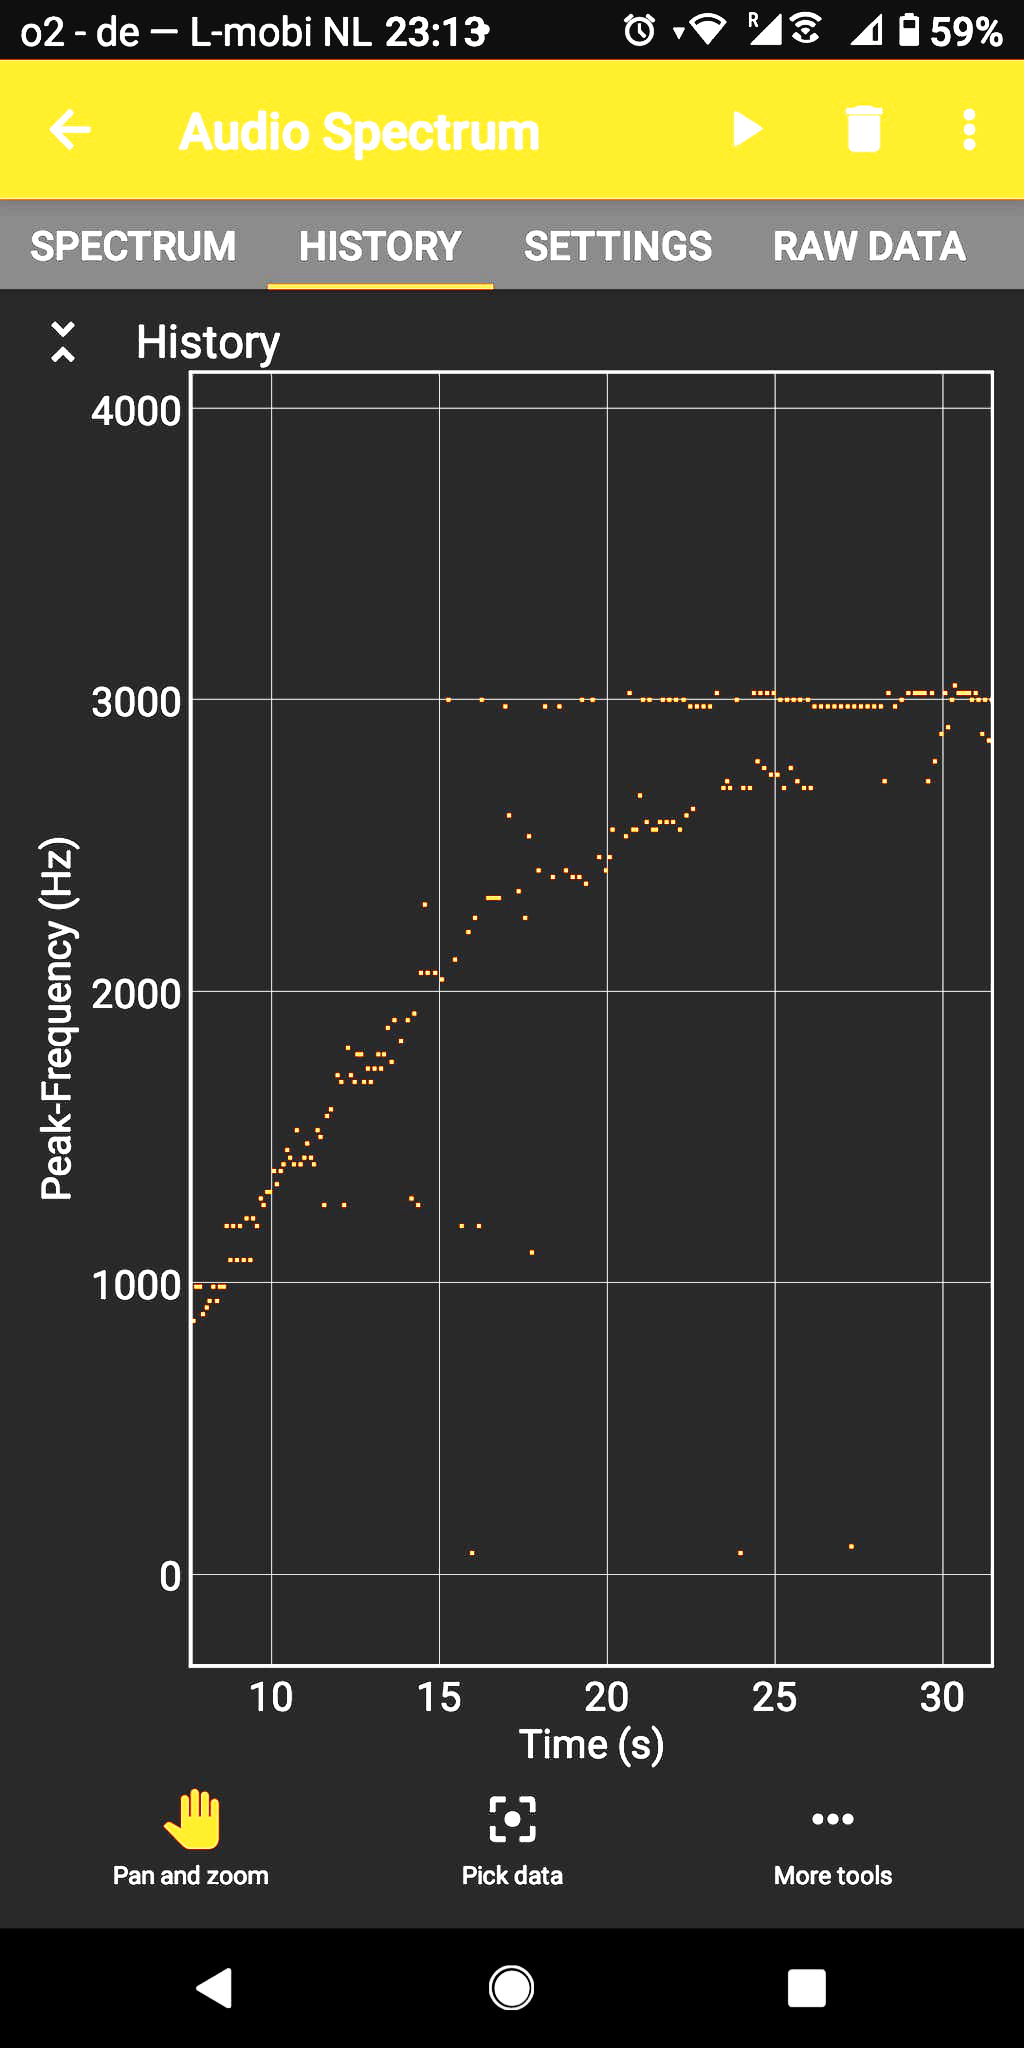 o2 - de — L-mobi NL 23:13 R 59%
Audio Spectrum
SPECTRUM HISTORY SETTINGS RAW DATA
History
4000
3000
2000
1000
0
Peak-Frequency (Hz)
10 15 20 25 30
Time (s)
Pan and zoom Pick data More tools